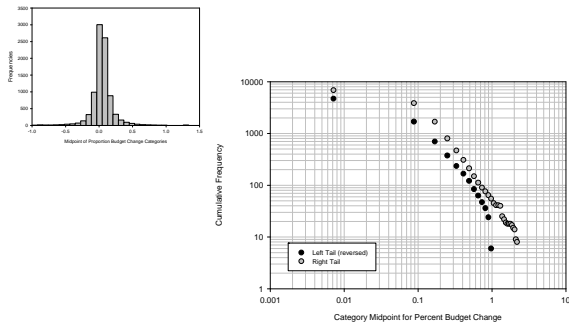 3500
3000
2500
2000
1500
1000
500
0
Frequencies
-1.0 -0.5 0.0 0.5 1.0 1.5
Midpoint of Proportion Budget Change Categories
10000
1000
100
10
1
Cumulative Frequency
Left Tail (reversed)
Right Tail
0.001 0.01 0.1 1 10
Category Midpoint for Percent Budget Change